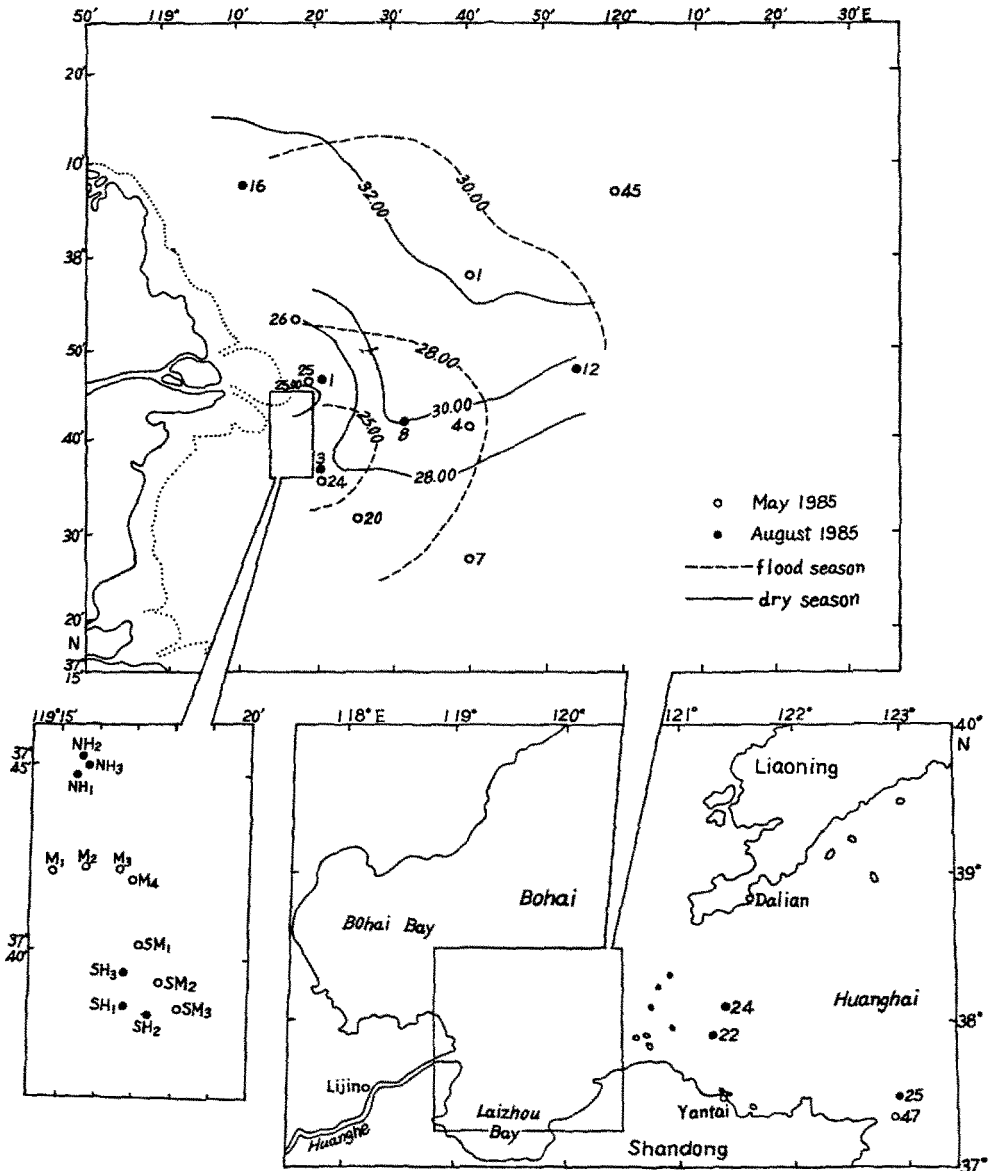 50' 119° 10' 20' 30' 40' 50' 120° 10' 20' 30'E
20'
10'
38°
50'
40'
30'
20'
N
37°
15'
16
45
32.00
30.00
1
26
28.00
25
1
25.00
12
30.00
8
4
25.00
3
24
28.00
20
7
May 1985
August 1985
flood season
dry season
119°15' 20'
37°
45'
NH2
NH3
NH1
M1 M2 M3
M4
37°
40'
SM1
SH3
SM2
SH1
SM3
SH2
118°E 119° 120° 121° 122° 123° 40°
N
Liaoning
39°
Dalian
Bohai
Bohai Bay
Huanghai
24
38°
22
Lijin
25
47
Yantai
Laizhou
Bay
Huanghe
Shandong
37°